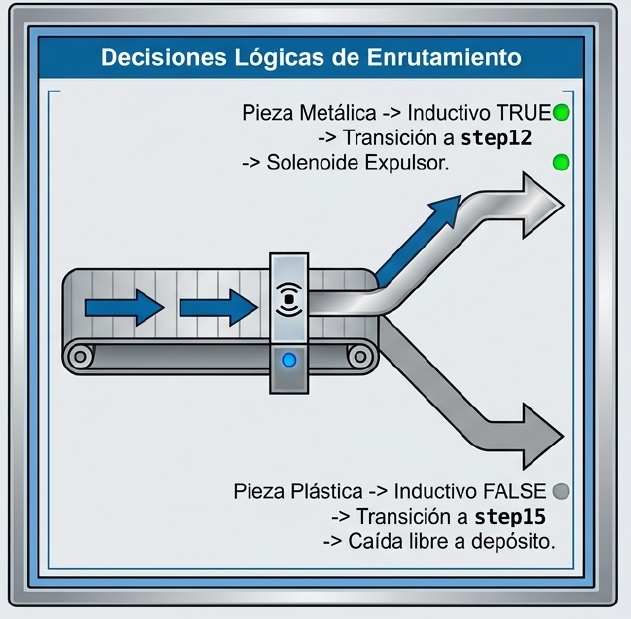 Decisiones Lógicas de Enrutamiento
Pieza Metálica -> Inductivo TRUE
-> Transición a step12
-> Solenoide Expulsor.
Pieza Plástica -> Inductivo FALSE
-> Transición a step15
-> Caída libre a depósito.